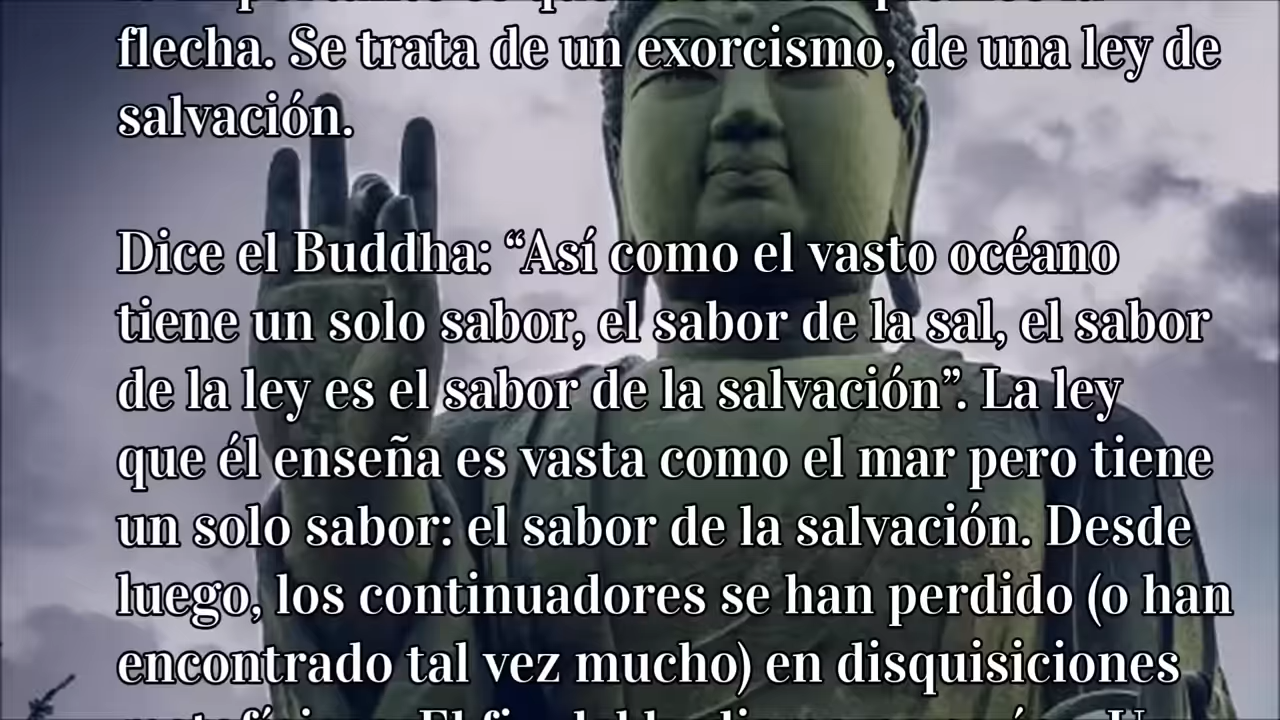 flecha. Se trata de un exorcismo, de una ley de
salvación.
Dice el Buddha: “Así como el vasto océano
tiene un solo sabor, el sabor de la sal, el sabor
de la ley es el sabor de la salvación”. La ley
que él enseña es vasta como el mar pero tiene
un solo sabor: el sabor de la salvación. Desde
luego, los continuadores se han perdido (o han
encontrado tal vez mucho) en disquisiciones